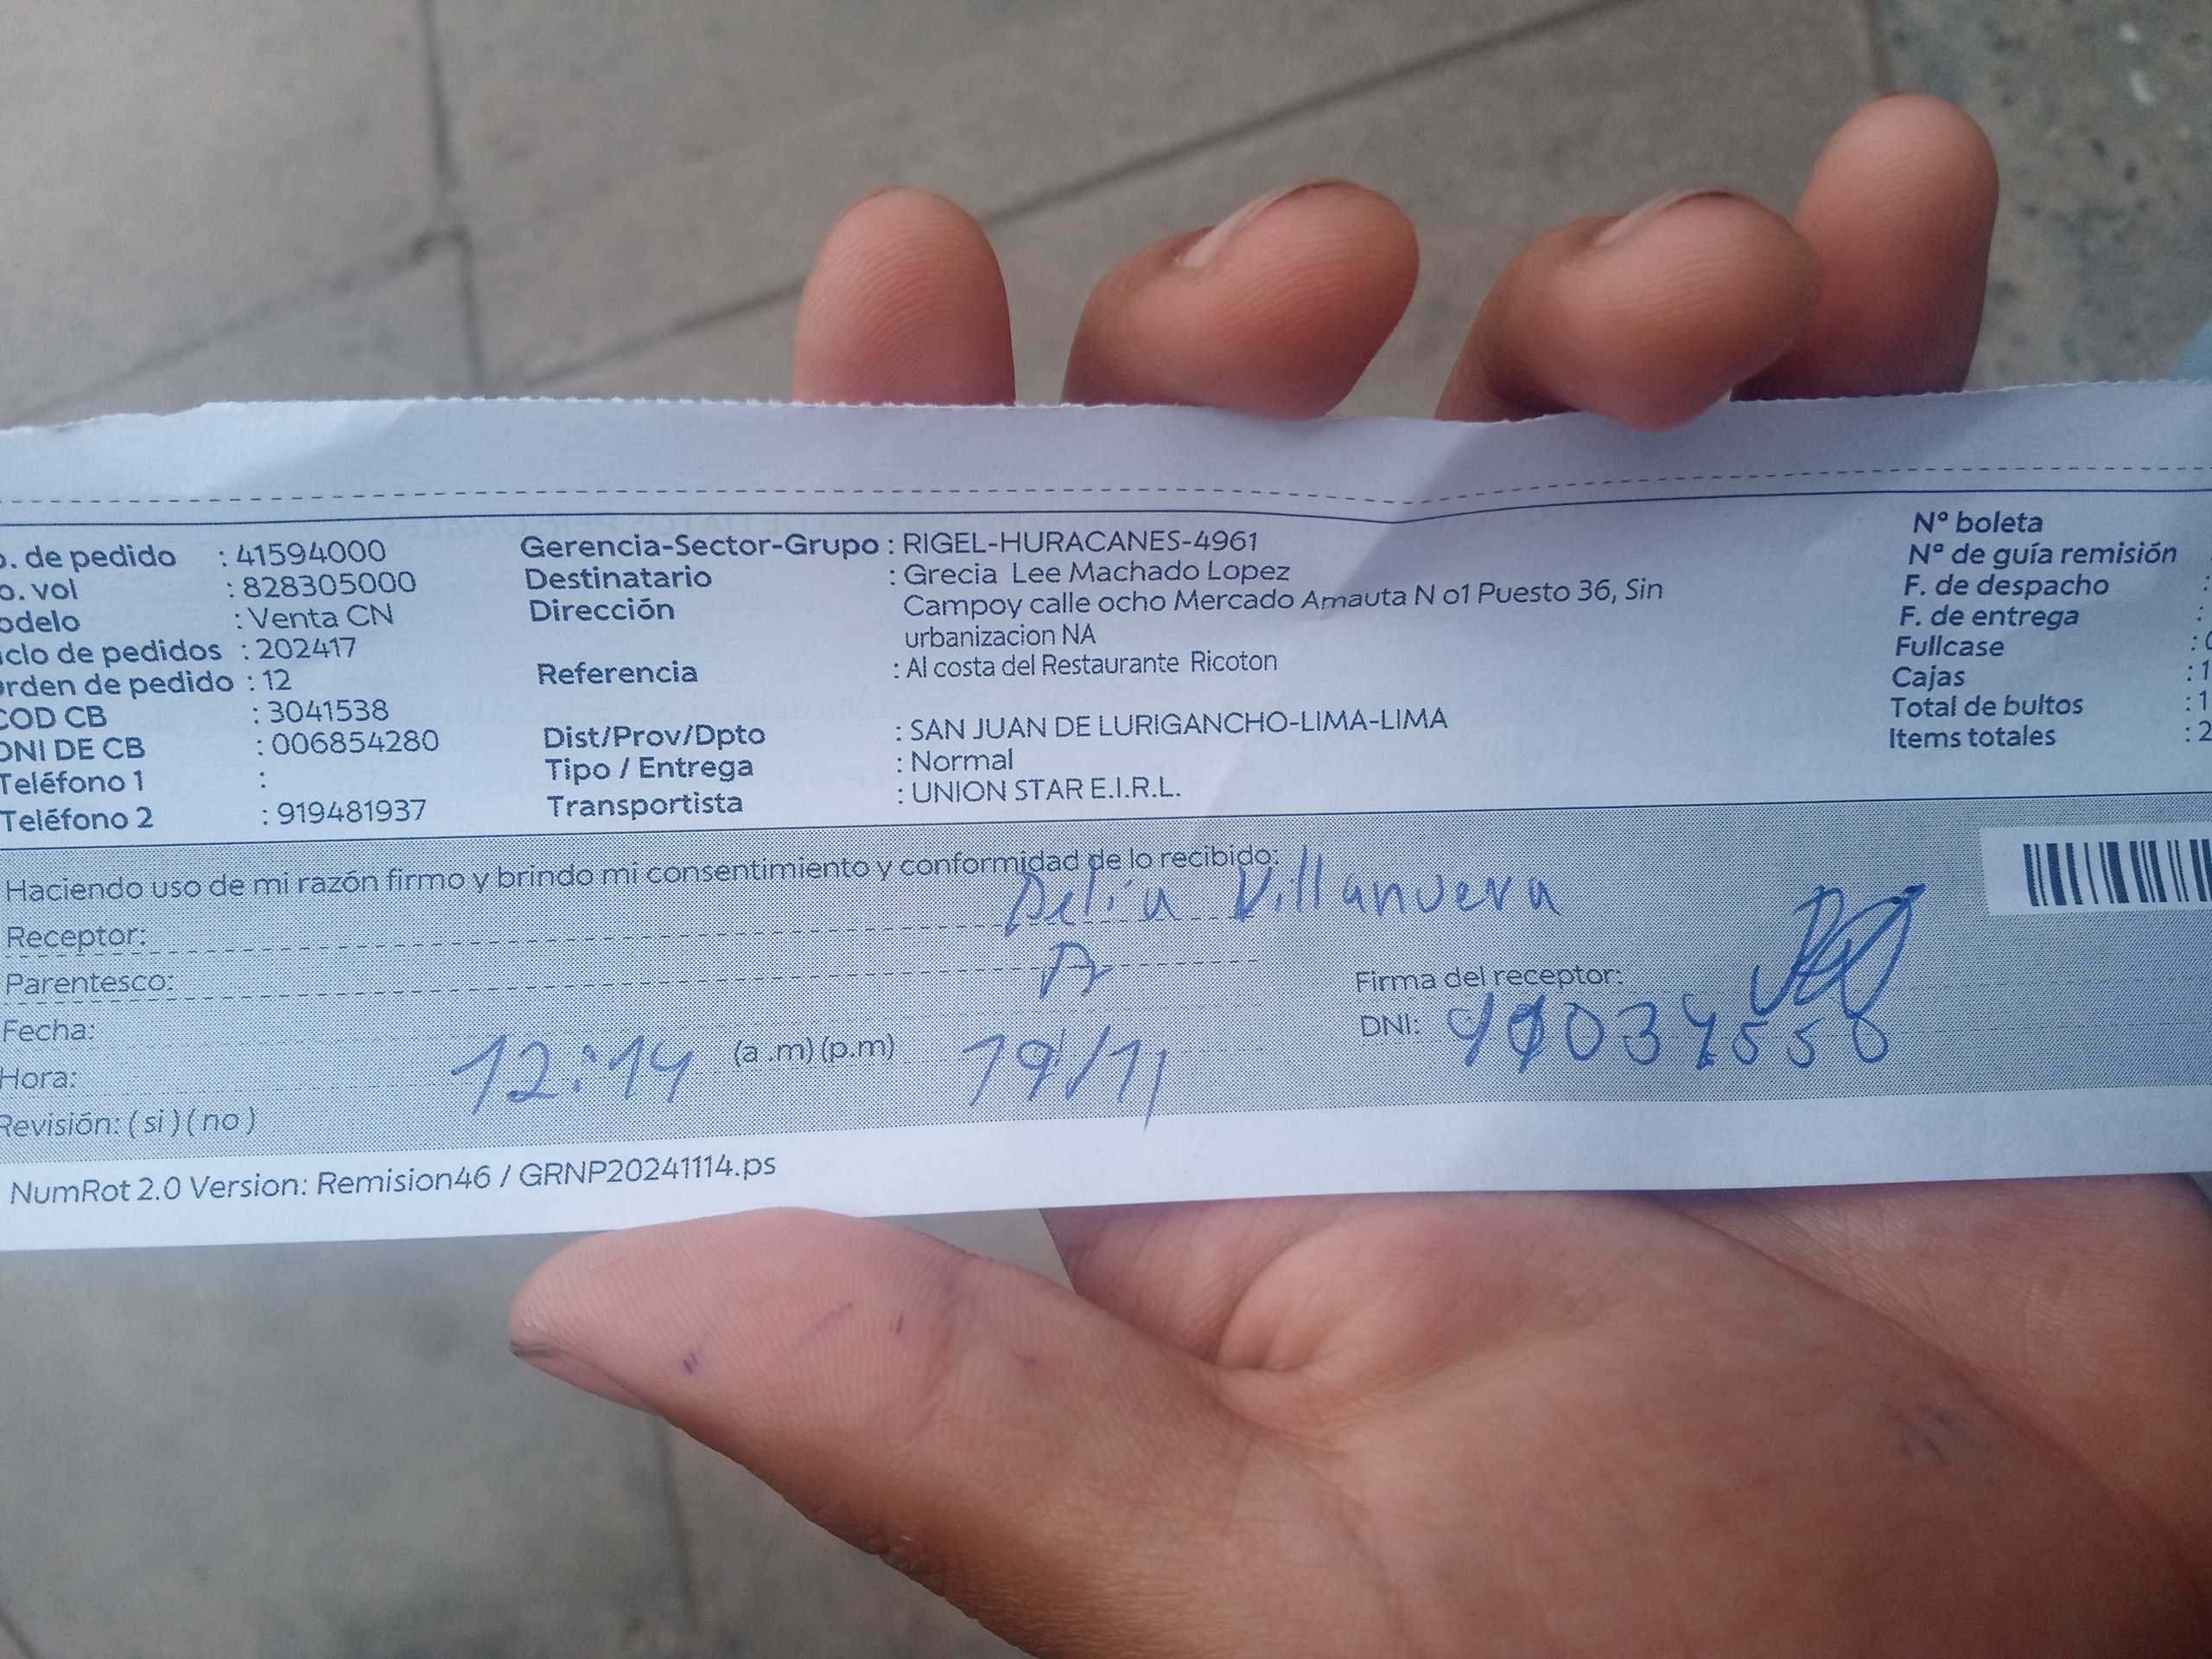 o. de pedido : 41594000
o. vol : 828305000
odelo : Venta CN
iclo de pedidos : 202417
rden de pedido : 12
COD CB : 3041538
DNI DE CB : 006854280
Teléfono 1 :
Teléfono 2 : 919481937
Gerencia-Sector-Grupo : RIGEL-HURACANES-4961
Destinatario : Grecia Lee Machado Lopez
Dirección Campoy calle ocho Mercado Amauta N o1 Puesto 36, Sin
urbanizacion NA
Referencia : Al costa del Restaurante Ricoton
Dist/Prov/Dpto : SAN JUAN DE LURIGANCHO-LIMA-LIMA
Tipo / Entrega : Normal
Transportista : UNION STAR E.I.R.L.
Nº boleta
Nº de guía remisión
F. de despacho :
F. de entrega :
Fullcase :
Cajas : 1
Total de bultos : 1
Items totales : 2
Haciendo uso de mi razón firmo y brindo mi consentimiento y conformidad de lo recibido:
Receptor: Delia Villanueva
Parentesco:
Firma del receptor:
Fecha:
DNI:
Hora: 12:14 (a .m) (p.m) 19/11
Revisión: ( si ) ( no )
NumRot 2.0 Version: Remision46 / GRNP20241114.ps